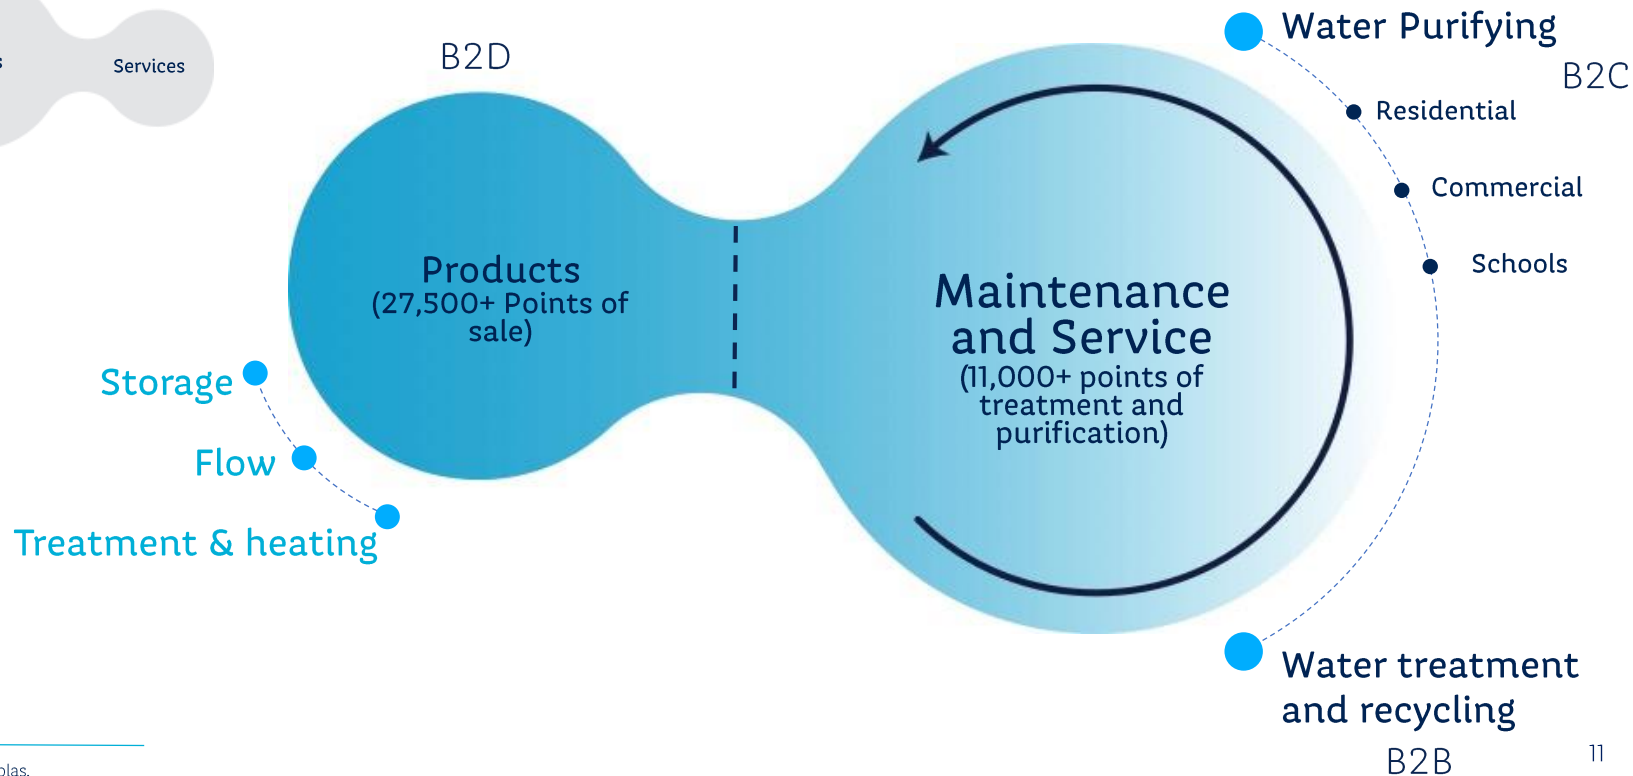 Services
B2D
Water Purifying
B2C
Residential
Commercial
Schools
Products
(27,500+ Points of
sale)
Maintenance
and Service
(11,000+ points of
treatment and
purification)
Storage
Flow
Treatment & heating
Water treatment
and recycling
B2B
11